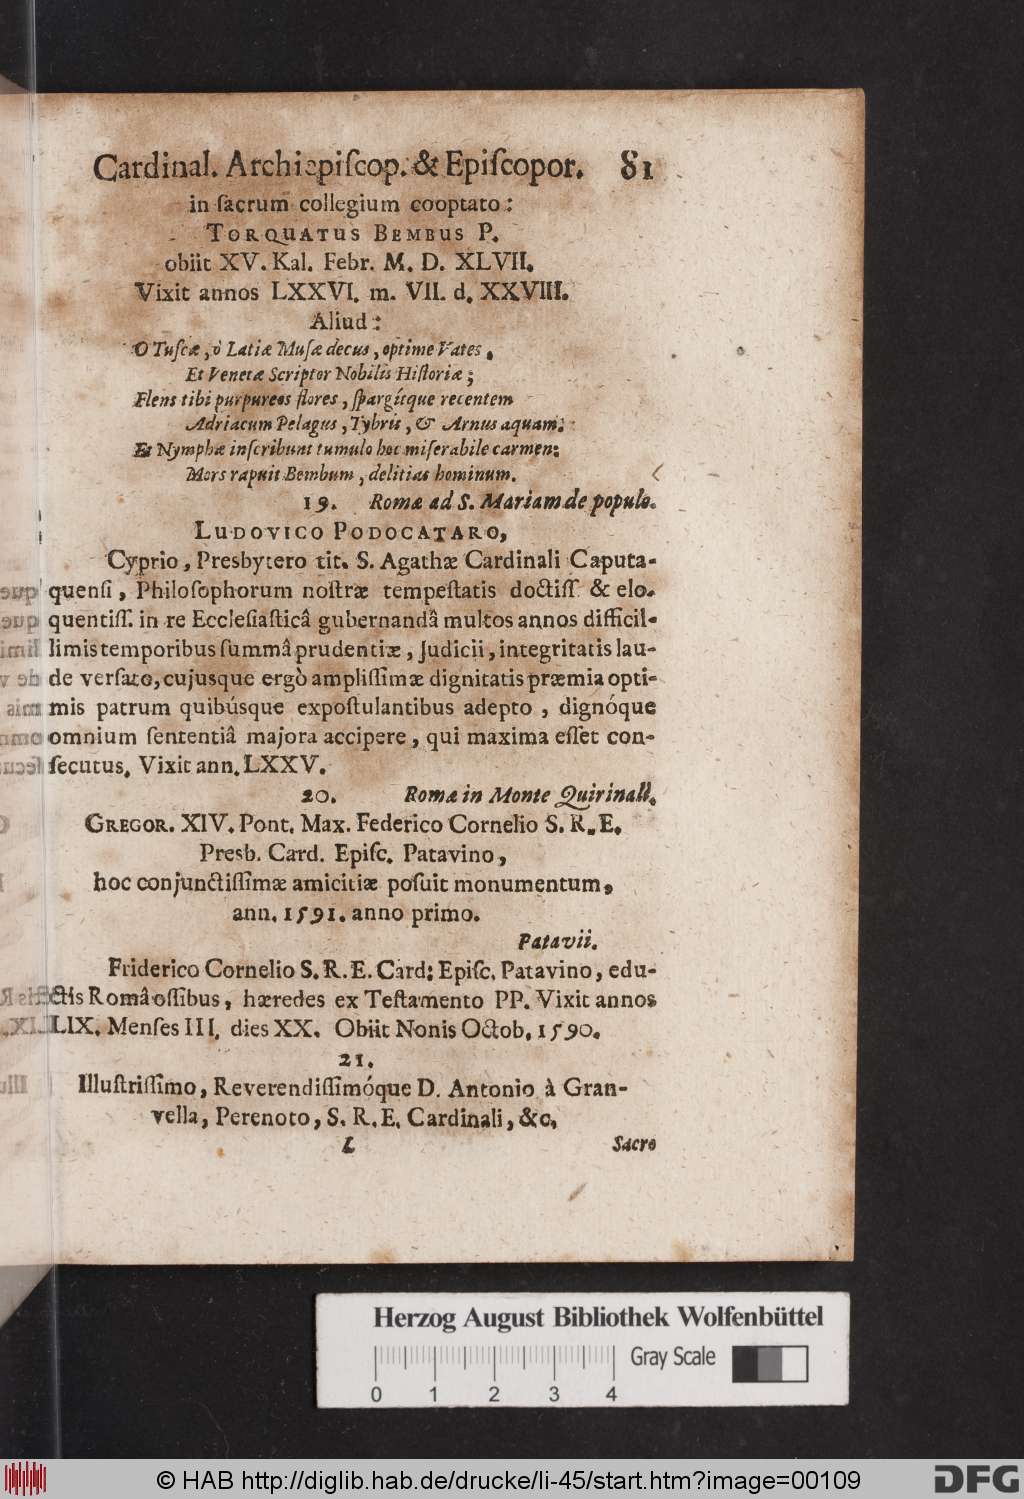 Cardinal. Archiepiſcop. & Epiſcopor. 81
in ſacrum collegium cooptato:
TORQUATUS BEMBUS P.
obiit XV. Kal. Febr. M. D. XLVII.
Vixit annos LXXVI. m. VII. d. XXVIII.
Aliud:
O Tuſcæ, ò Latiæ Muſæ decus, optime Vates,
Et Venetæ Scriptor Nobilis Hiſtoriæ;
Flens tibi purpureos flores, ſpargítque recentem
Adriacum Pelagus, Tybris, & Arnus aquam:
Et Nymphæ inſcribunt tumulo hoc miſerabile carmen:
Mors rapuit Bembum, delitias hominum.
19. Romæ ad S. Mariam de populo.
LUDOVICO PODOCATARO,
Cyprio, Presbytero tit. S. Agathæ Cardinali Caputa-
quenſi, Philoſophorum noſtræ tempeſtatis doctiſſ. & elo-
quentiſſ. in re Eccleſiaſticâ gubernandâ multos annos difficil-
limis temporibus ſummâ prudentiæ, Judicii, integritatis lau-
de verſato, cujusque ergò ampliſſimæ dignitatis præmia opti-
mis patrum quibúsque expoſtulantibus adepto, dignóque
omnium ſententiâ majora accipere, qui maxima eſſet con-
ſecutus. Vixit ann. LXXV.
20. Romæ in Monte Quirinali.
GREGOR. XIV. Pont. Max. Federico Cornelio S. R. E.
Presb. Card. Epiſc. Patavino,
hoc conjunctiſſimæ amicitiæ poſuit monumentum,
ann. 1591. anno primo.
Patavii.
Friderico Cornelio S. R. E. Card: Epiſc. Patavino, edu-
ctis Româ oſſibus, hæredes ex Teſtamento PP. Vixit annos
LIX. Menſes III. dies XX. Obiit Nonis Octob. 1590.
21.
Illuſtriſſimo, Reverendiſſimóque D. Antonio à Gran-
vella, Perenoto, S. R. E. Cardinali, &c.
L Sacro
Herzog August Bibliothek Wolfenbüttel
Gray Scale
0 1 2 3 4
© HAB http://diglib.hab.de/drucke/li-45/start.htm?image=00109
DFG